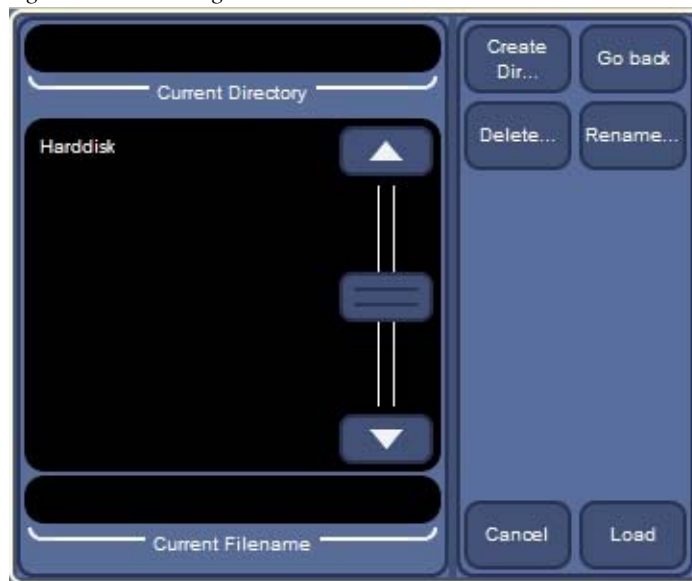 Current Directory
Harddisk
Current Filename
Create
Dir...
Go back
Delete...
Rename...
Cancel
Load